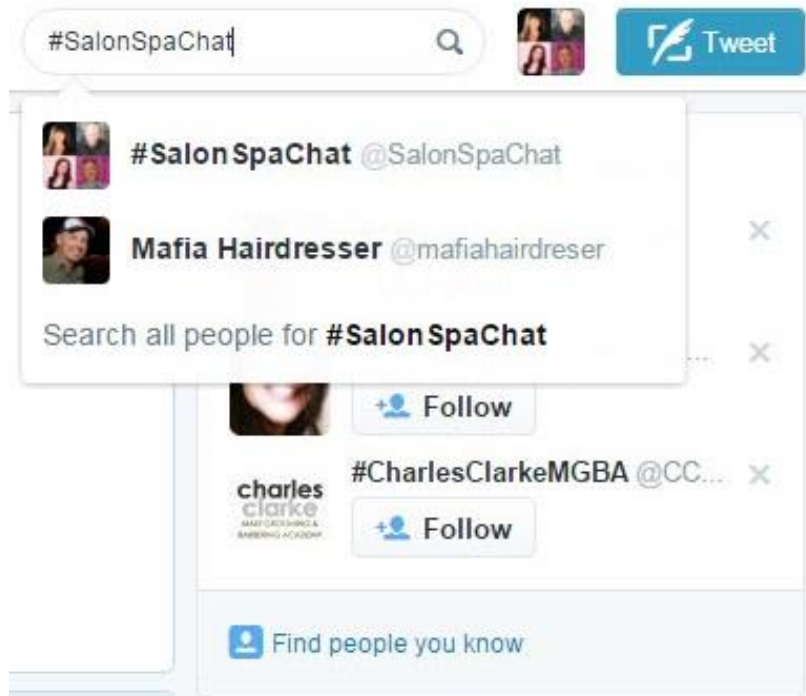 #SalonSpaChat
Tweet
#SalonSpaChat @SalonSpaChat
Mafia Hairdresser @mafiahairdreser
Search all people for #SalonSpaChat
...
Follow
#CharlesClarkeMGBA @CC...
charles
clarke
Follow
Find people you know